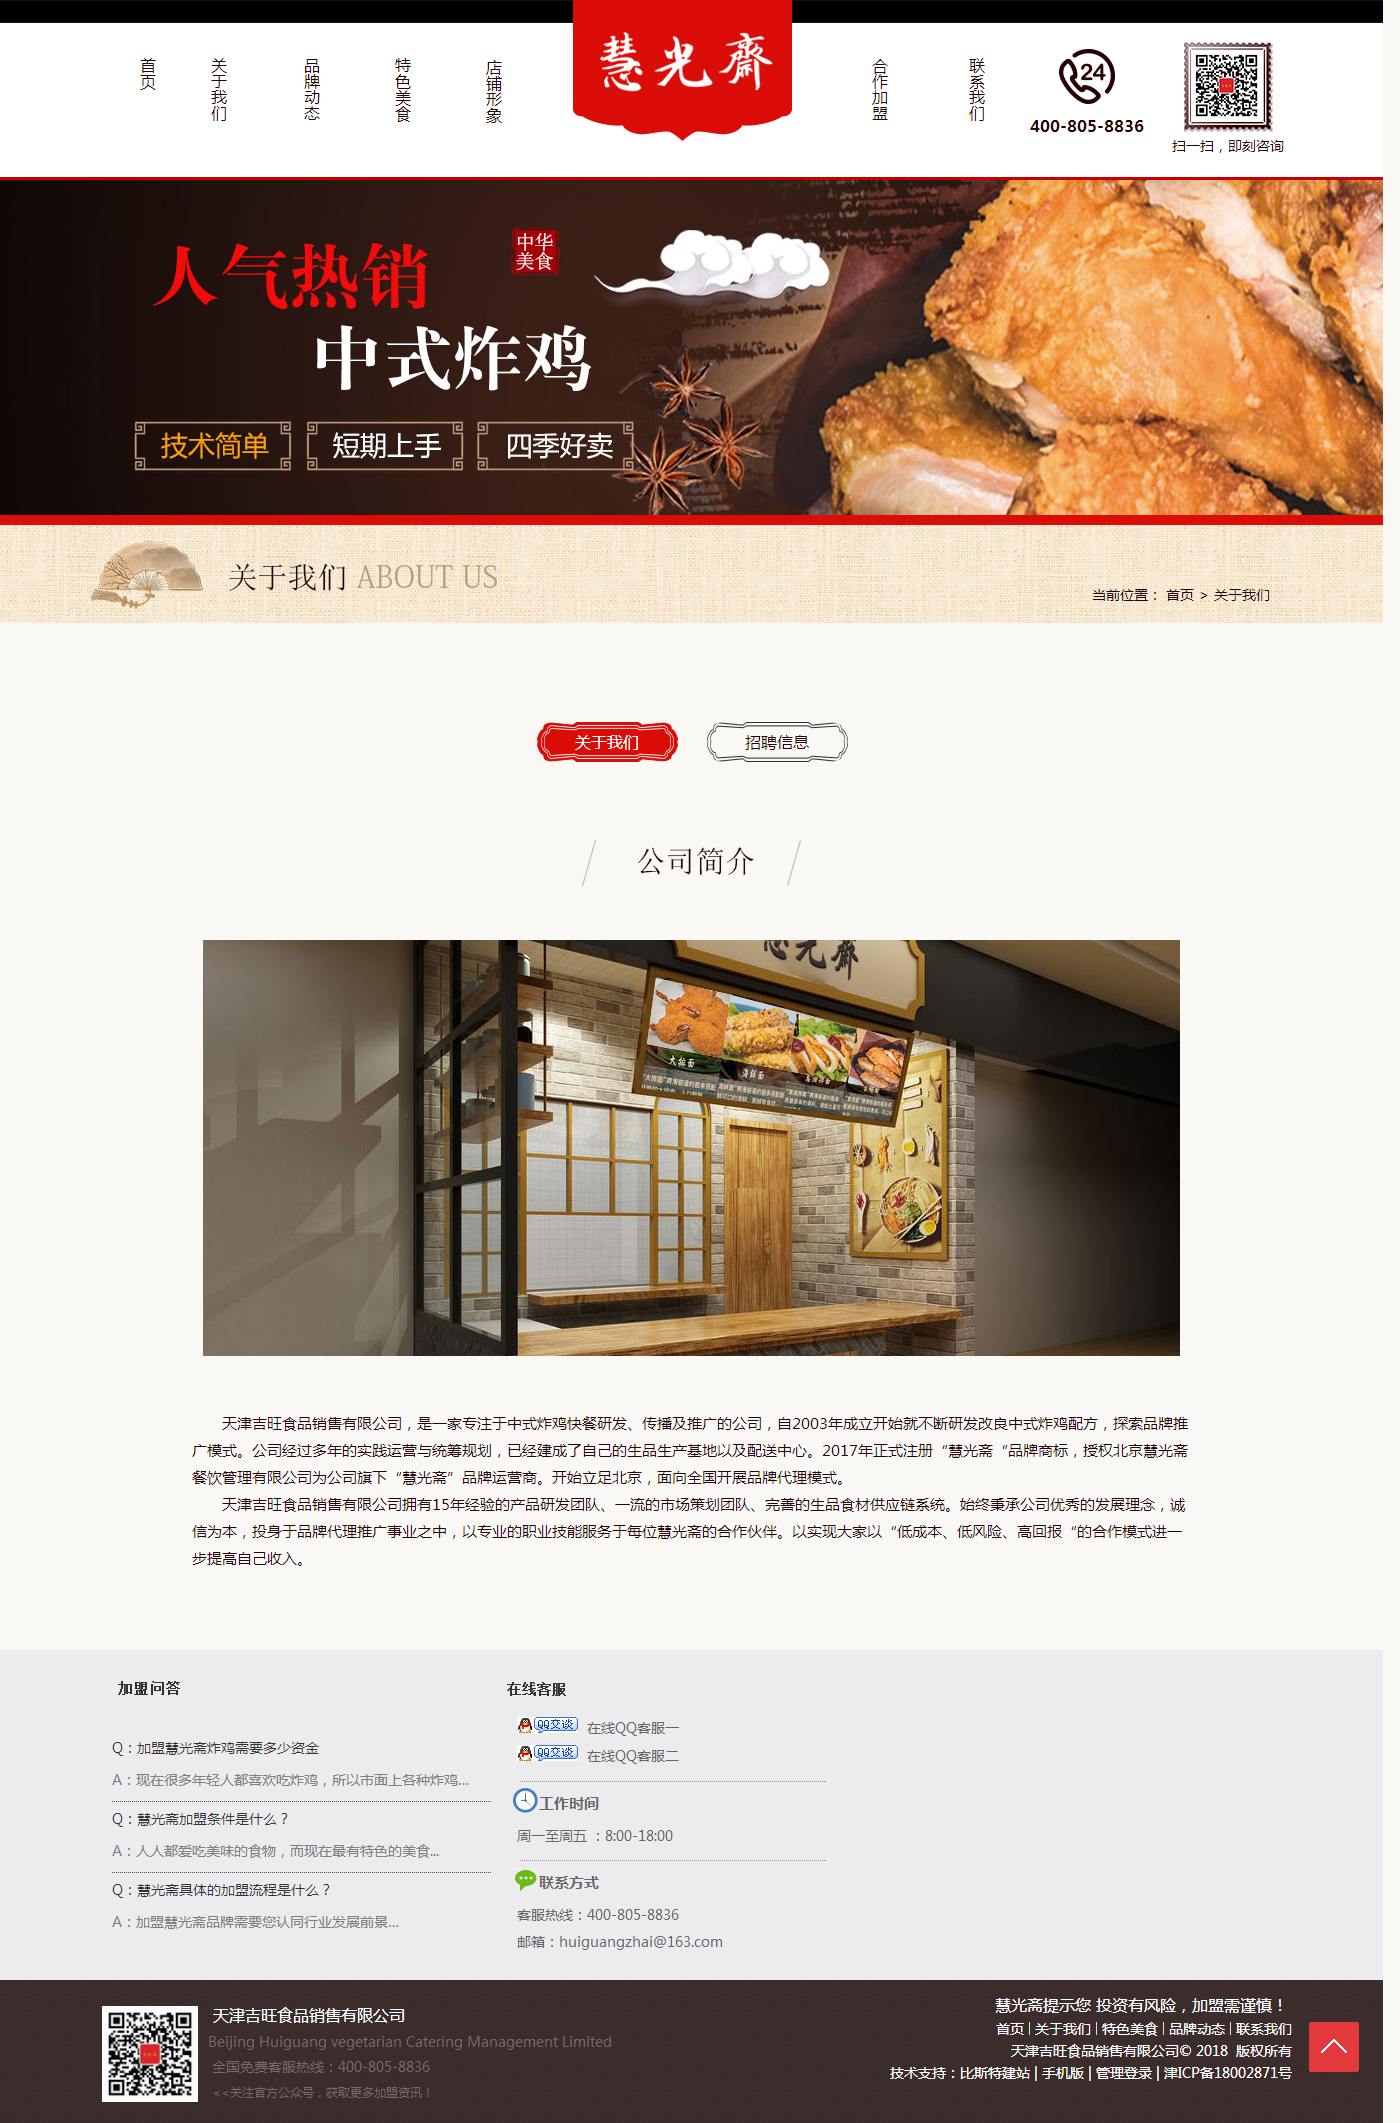 首页
关于我们
品牌动态
特色美食
店铺形象
慧光齋
合作加盟
联系我们
24
400-805-8836
扫一扫，即刻咨询
人气热销
中华
美食
中式炸鸡
技术简单 短期上手 四季好卖
关于我们 ABOUT US
当前位置： 首页 > 关于我们
关于我们 招聘信息
公司简介
光齋
大排面
海鲜面
天津吉旺食品销售有限公司，是一家专注于中式炸鸡快餐研发、传播及推广的公司，自2003年成立开始就不断研发改良中式炸鸡配方，探索品牌推
广模式。公司经过多年的实践运营与统筹规划，已经建成了自己的生品生产基地以及配送中心。2017年正式注册“慧光斋“品牌商标，授权北京慧光斋
餐饮管理有限公司为公司旗下“慧光斋”品牌运营商。开始立足北京，面向全国开展品牌代理模式。
天津吉旺食品销售有限公司拥有15年经验的产品研发团队、一流的市场策划团队、完善的生品食材供应链系统。始终秉承公司优秀的发展理念，诚
信为本，投身于品牌代理推广事业之中，以专业的职业技能服务于每位慧光斋的合作伙伴。以实现大家以“低成本、低风险、高回报“的合作模式进一
步提高自己收入。
加盟问答
Q：加盟慧光斋炸鸡需要多少资金
A：现在很多年轻人都喜欢吃炸鸡，所以市面上各种炸鸡...
Q：慧光斋加盟条件是什么？
A：人人都爱吃美味的食物，而现在最有特色的美食...
Q：慧光斋具体的加盟流程是什么？
A：加盟慧光斋品牌需要您认同行业发展前景...
在线客服
QQ交谈 在线QQ客服一
QQ交谈 在线QQ客服二
工作时间
周一至周五 ：8:00-18:00
联系方式
客服热线：400-805-8836
邮箱：huiguangzhai@163.com
天津吉旺食品销售有限公司
Beijing Huiguang vegetarian Catering Management Limited
全国免费客服热线：400-805-8836
<<关注官方公众号，获取更多加盟资讯！
慧光斋提示您 投资有风险，加盟需谨慎！
首页 | 关于我们 | 特色美食 | 品牌动态 | 联系我们
天津吉旺食品销售有限公司© 2018 版权所有
技术支持：比斯特建站 | 手机版 | 管理登录 | 津ICP备18002871号